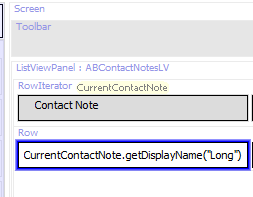 Screen
Toolbar
ListViewPanel : ABContactNotesLV
RowIterator CurrentContactNote
Contact Note
Row
CurrentContactNote.getDisplayName("Long")